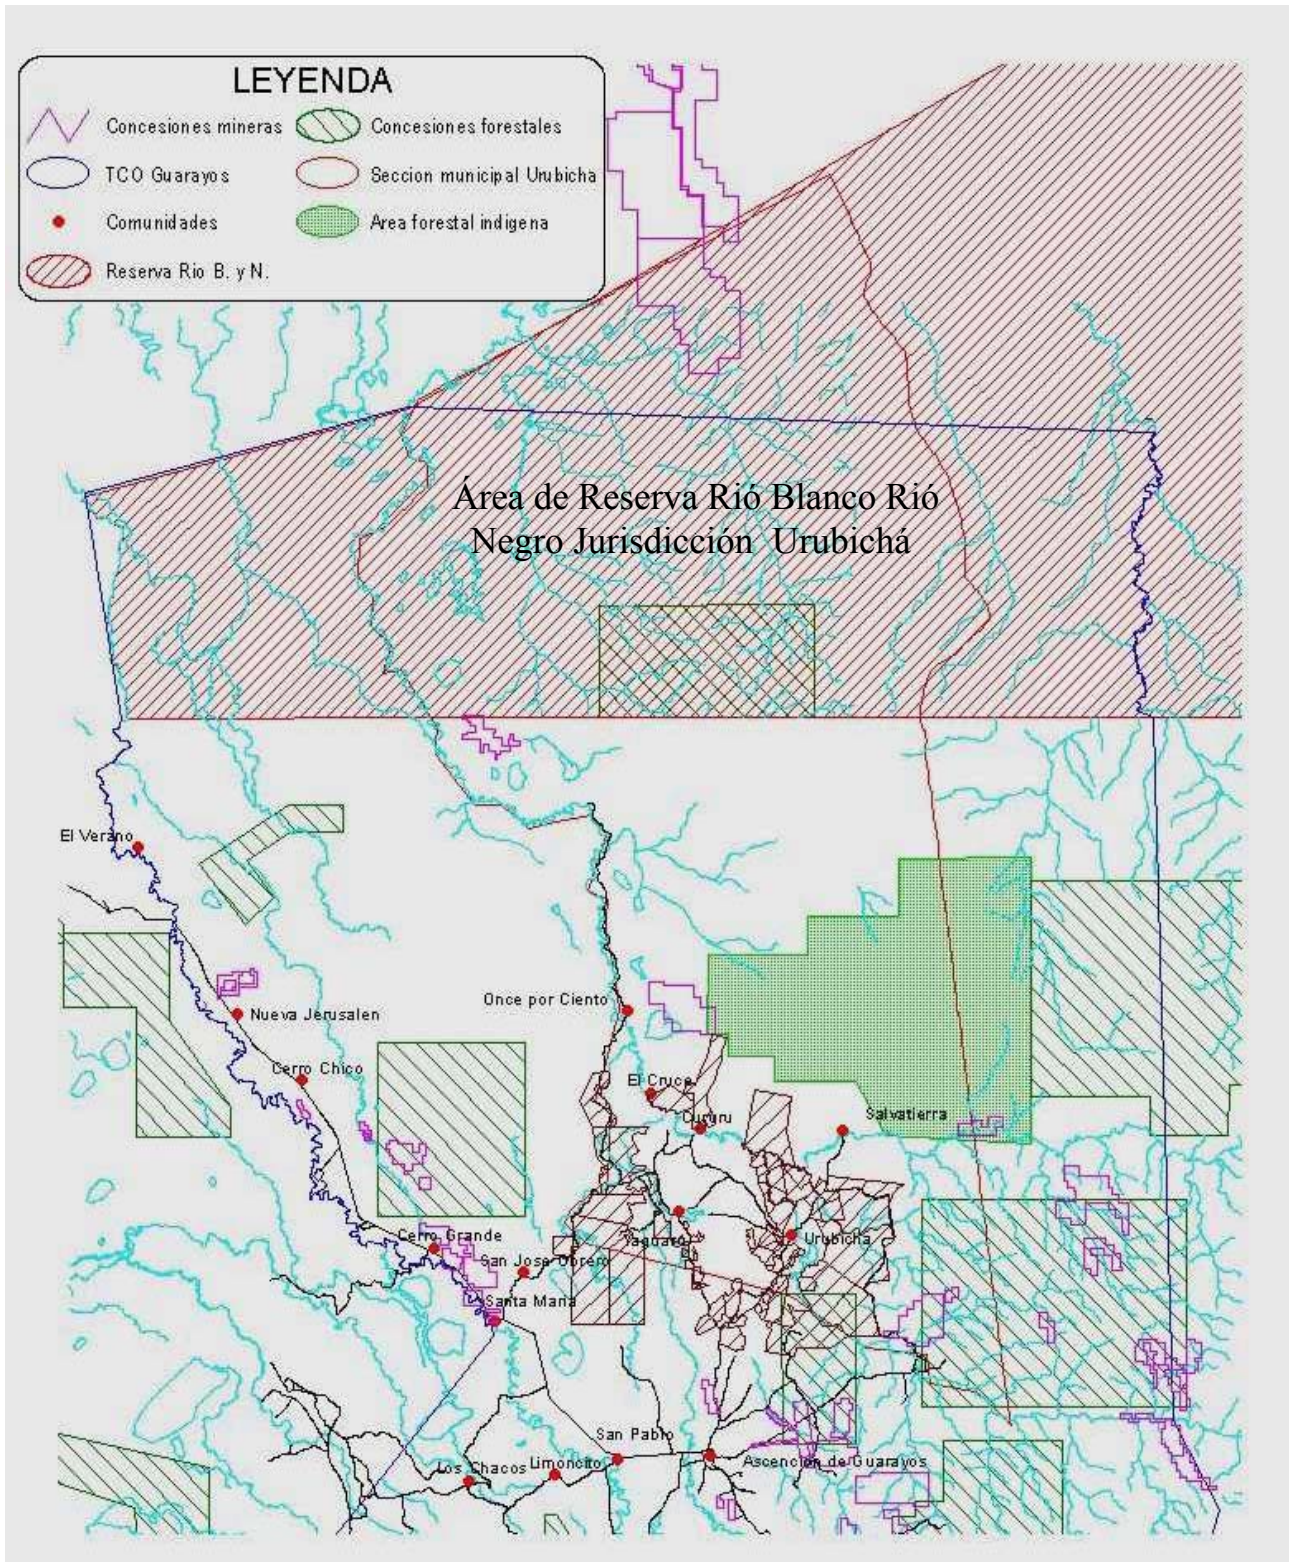 LEYENDA
Concesiones mineras
Concesiones forestales
TCO Guarayos
Seccion municipal Urubicha
Comunidades
Area forestal indigena
Reserva Rio B. y N.
Área de Reserva Rió Blanco Rió
Negro Jurisdicción Urubichá
El Verano
Once por Ciento
Nueva Jerusalen
Cerro Chico
El Cruce
Cururu
Salvatierra
Cerro Grande
Yaguaru
Urubicha
San Jose Obrero
Santa Maria
San Pablo
Los Chacos
Limoncito
Ascención de Guarayos